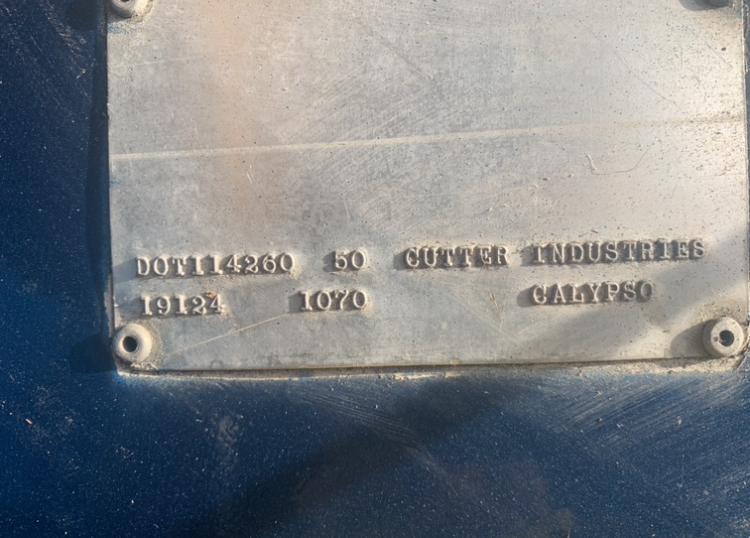 DOT114260 50 CUTTER INDUSTRIES
19124 1070 CALYPSO